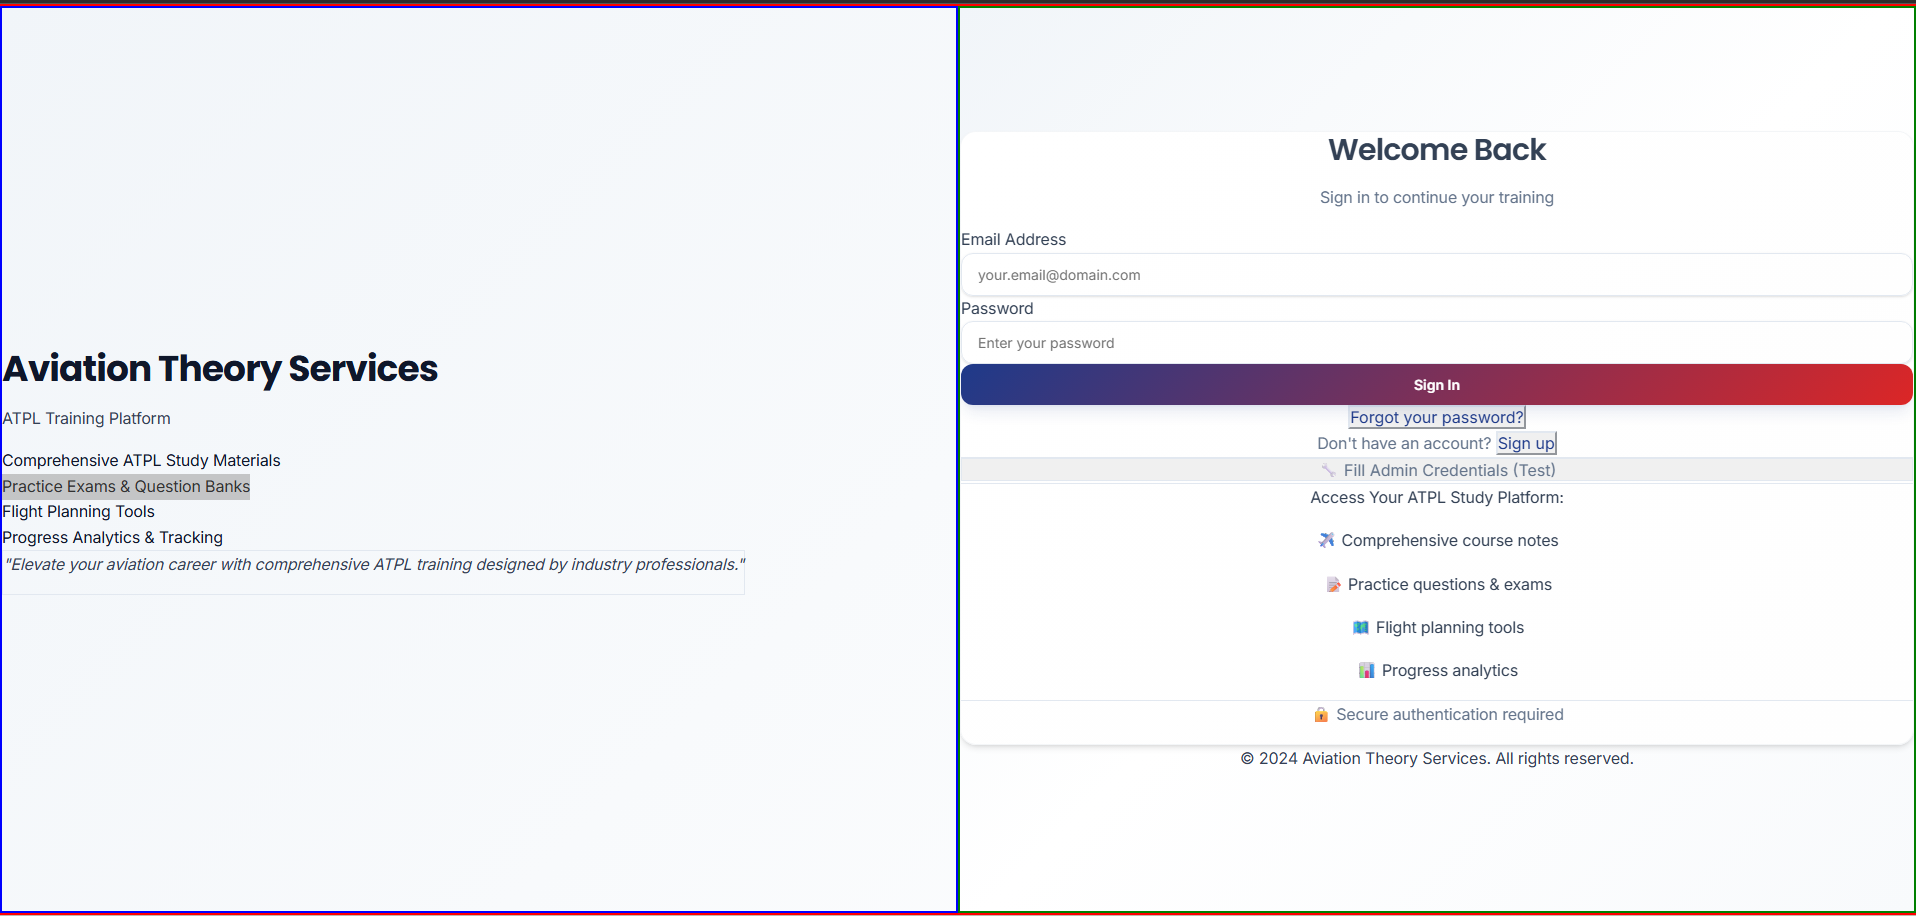 Aviation Theory Services
ATPL Training Platform
Comprehensive ATPL Study Materials
Practice Exams & Question Banks
Flight Planning Tools
Progress Analytics & Tracking
"Elevate your aviation career with comprehensive ATPL training designed by industry professionals."
Welcome Back
Sign in to continue your training
Email Address
your.email@domain.com
Password
Enter your password
Sign In
Forgot your password?
Don't have an account? Sign up
🔧 Fill Admin Credentials (Test)
Access Your ATPL Study Platform:
✈️ Comprehensive course notes
📝 Practice questions & exams
🗺️ Flight planning tools
📊 Progress analytics
🔒 Secure authentication required
© 2024 Aviation Theory Services. All rights reserved.